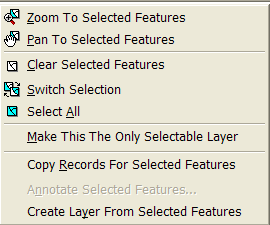 Zoom To Selected Features
Pan To Selected Features
Clear Selected Features
Switch Selection
Select All
Make This The Only Selectable Layer
Copy Records For Selected Features
Annotate Selected Features...
Create Layer From Selected Features